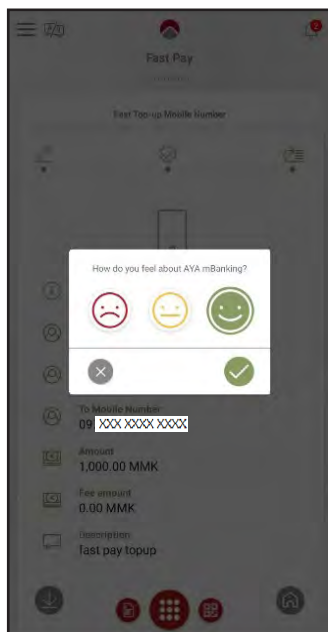 2
Fast Pay
Fast Top-up Mobile Number
How do you feel about AYA mBanking?
To Mobile Number
09 XXX XXXX XXXX
Amount
1,000.00 MMK
Fee amount
0.00 MMK
Description
fast pay topup